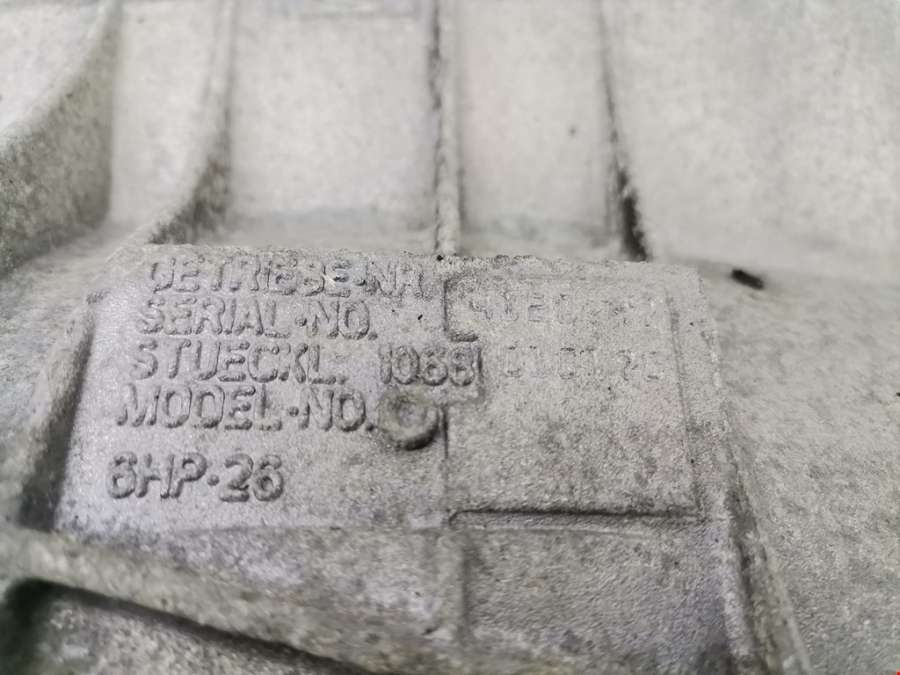 GETRIEBE-NR.
SERIAL-NO.
STUECKL. 1068
MODEL-NO.
6HP-26